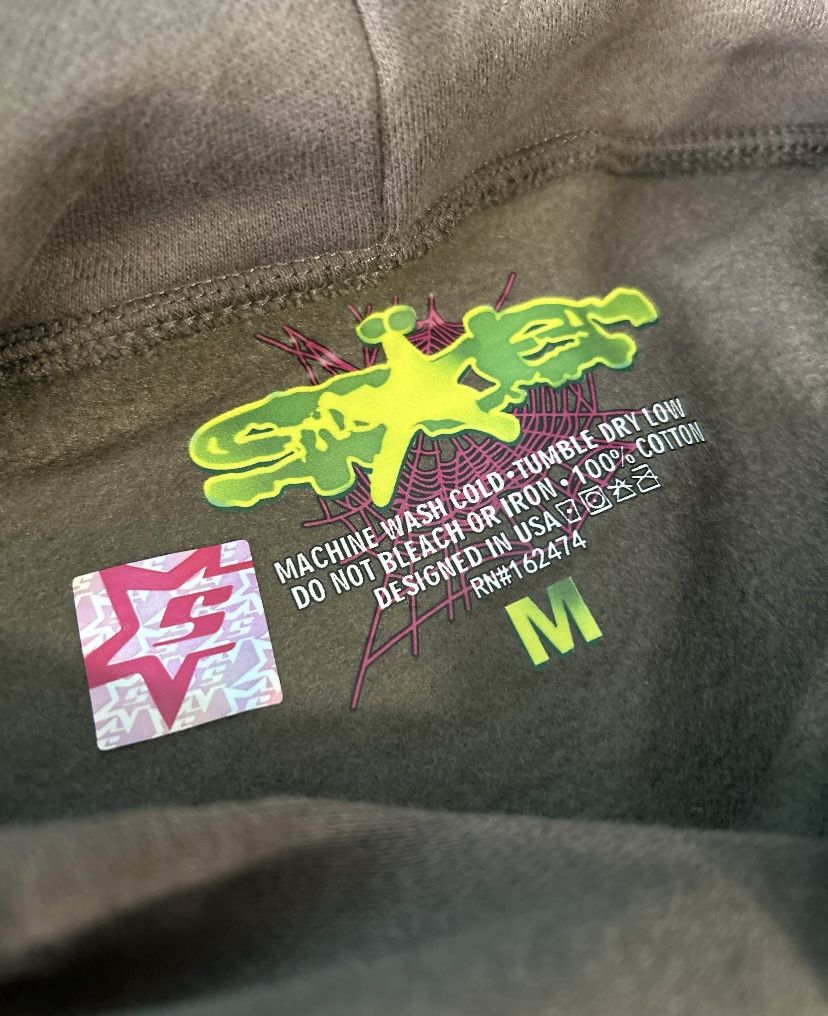 MACHINE WASH COLD•TUMBLE DRY LOW
DO NOT BLEACH OR IRON • 100% COTTON
DESIGNED IN USA
RN#162474
M
S